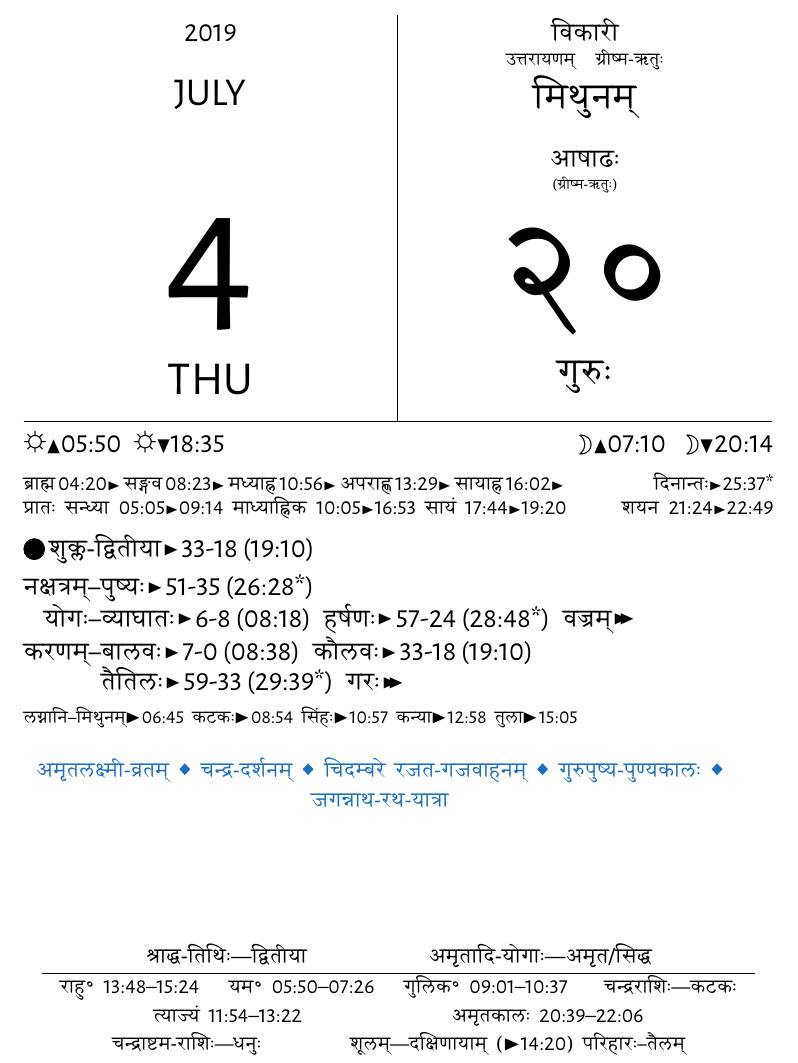 2019
JULY
4
THU
विकारी
उत्तरायणम् ग्रीष्म-ऋतुः
मिथुनम्
आषाढः
(ग्रीष्म-ऋतुः)
२०
गुरुः
☼▲05:50 ☼▼18:35 ☽▲07:10 ☽▼20:14
ब्राह्म 04:20► सङ्गव 08:23► मध्याह्न 10:56► अपराह्ण 13:29► सायाह्न 16:02► दिनान्तः►25:37*
प्रातः सन्ध्या 05:05►09:14 माध्याह्निक 10:05►16:53 सायं 17:44►19:20 शयन 21:24►22:49
● शुक्ल-द्वितीया►33-18 (19:10)
नक्षत्रम्–पुष्यः►51-35 (26:28*)
योगः–व्याघातः►6-8 (08:18) हर्षणः►57-24 (28:48*) वज्रम्►►
करणम्–बालवः►7-0 (08:38) कौलवः►33-18 (19:10)
तैतिलः►59-33 (29:39*) गरः►►
लग्नानि–मिथुनम्►06:45 कटकः►08:54 सिंहः►10:57 कन्या►12:58 तुला►15:05
अमृतलक्ष्मी-व्रतम् ◆ चन्द्र-दर्शनम् ◆ चिदम्बरे रजत-गजवाहनम् ◆ गुरुपुष्य-पुण्यकालः ◆
जगन्नाथ-रथ-यात्रा
श्राद्ध-तिथिः—द्वितीया अमृतादि-योगाः—अमृत/सिद्ध
राहु॰ 13:48–15:24 यम॰ 05:50–07:26 गुलिक॰ 09:01–10:37 चन्द्रराशिः—कटकः
त्याज्यं 11:54–13:22 अमृतकालः 20:39–22:06
चन्द्राष्टम-राशिः—धनुः शूलम्—दक्षिणायाम् (►14:20) परिहारः–तैलम्